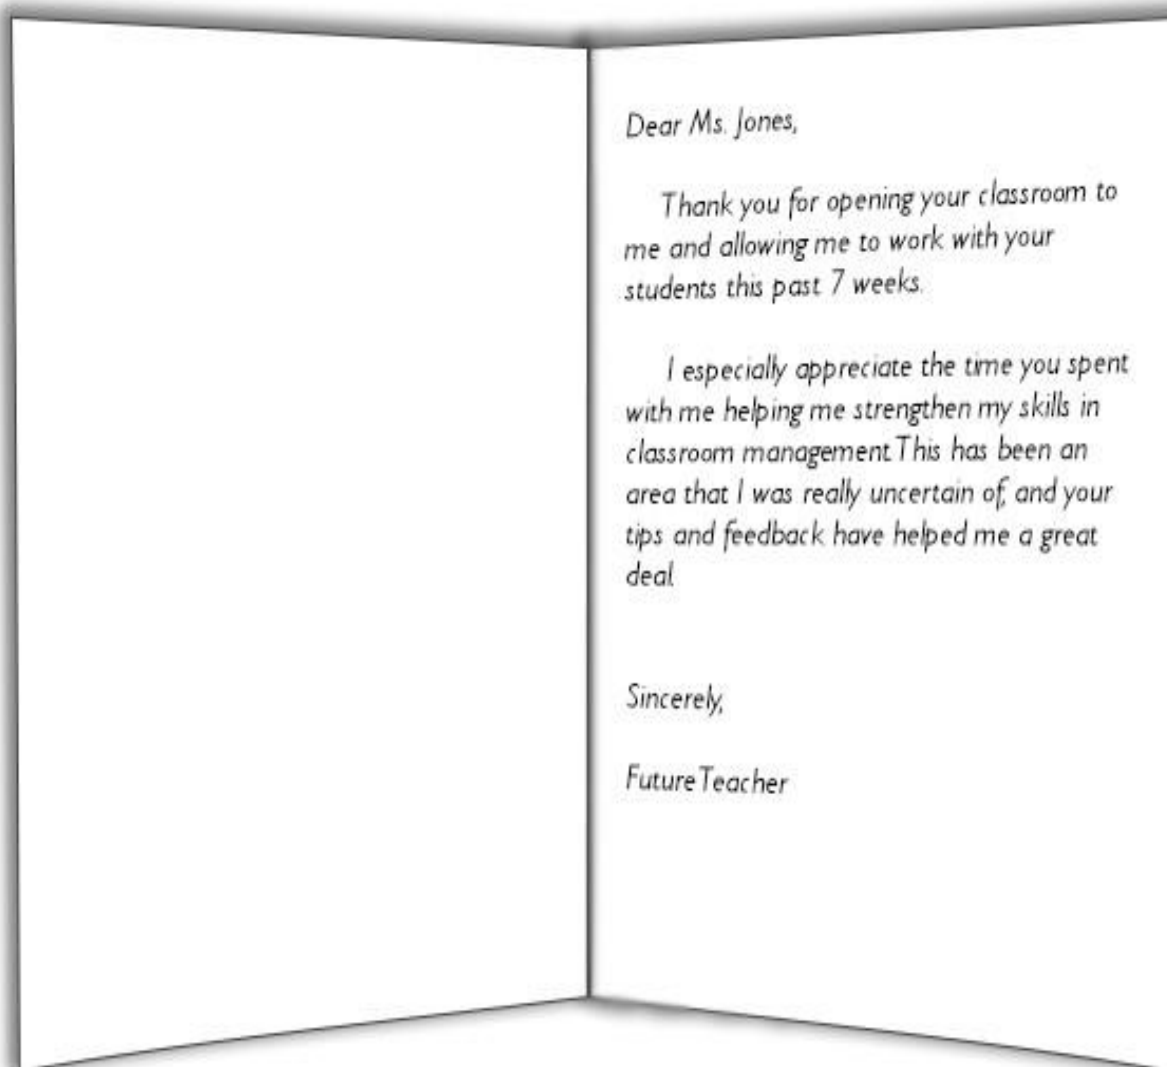 Dear Ms. Jones,
Thank you for opening your classroom to
me and allowing me to work with your
students this past 7 weeks.
I especially appreciate the time you spent
with me helping me strengthen my skills in
classroom management. This has been an
area that I was really uncertain of, and your
tips and feedback have helped me a great
deal.
Sincerely,
Future Teacher